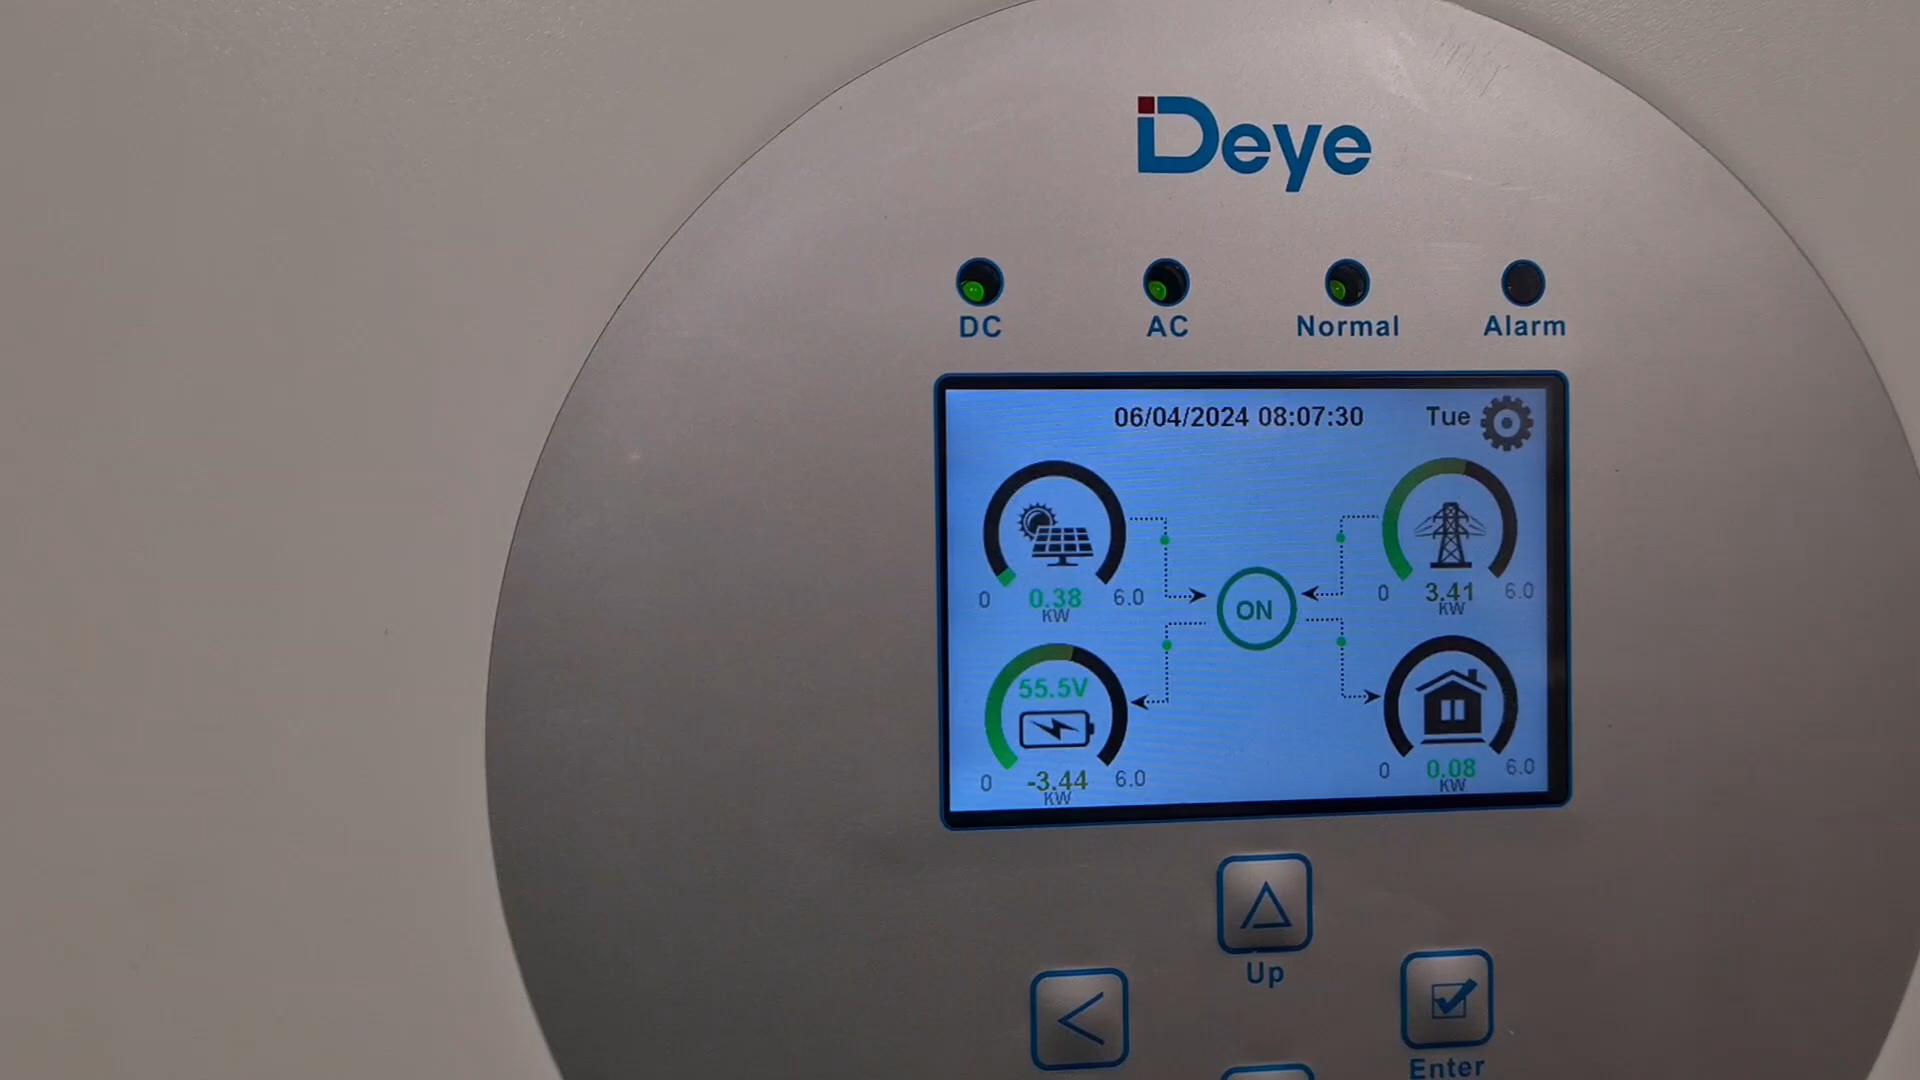 Deye
DC AC Normal Alarm
06/04/2024 08:07:30 Tue
0 0.38 6.0
KW
0 3.41 6.0
KW
ON
55.5V
0 -3.44 6.0
KW
0 0.08 6.0
KW
Up
Enter